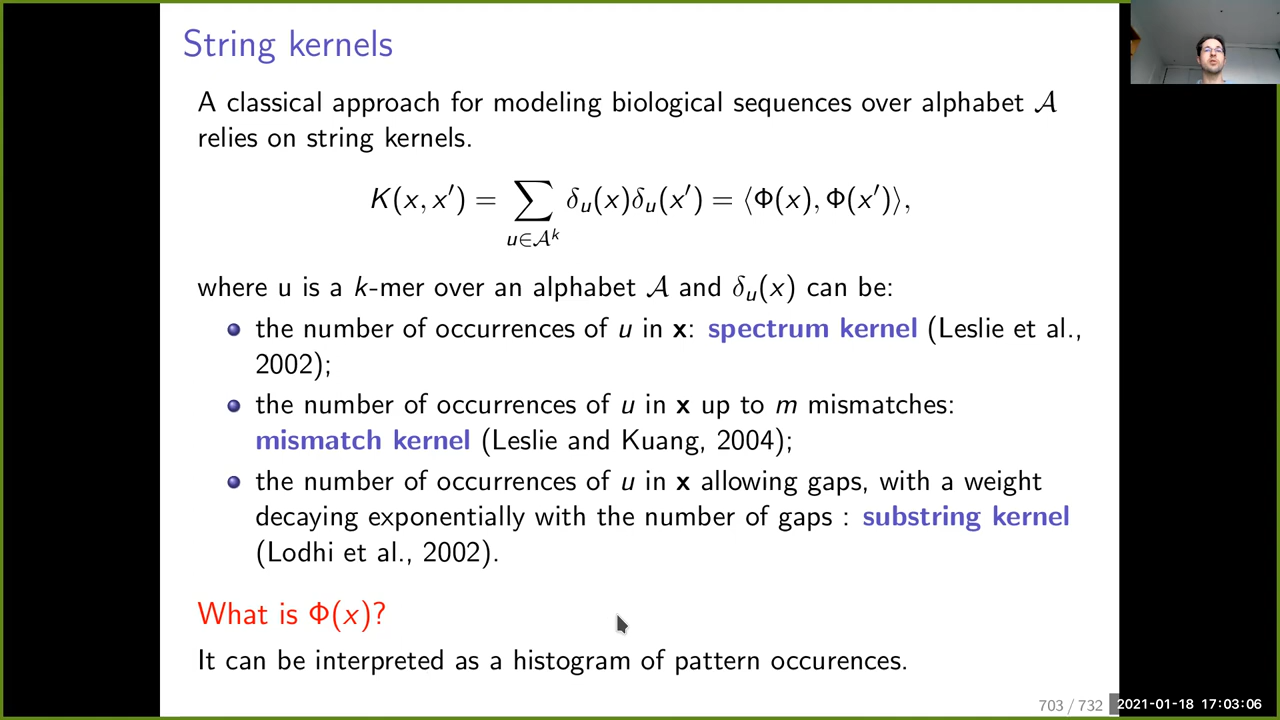 String kernels
A classical approach for modeling biological sequences over alphabet 𝒜
relies on string kernels.
K(x, x′) = ∑ δu(x)δu(x′) = ⟨Φ(x), Φ(x′)⟩,
u∈𝒜^k
where u is a k-mer over an alphabet 𝒜 and δu(x) can be:
the number of occurrences of u in x: spectrum kernel (Leslie et al.,
2002);
the number of occurrences of u in x up to m mismatches:
mismatch kernel (Leslie and Kuang, 2004);
the number of occurrences of u in x allowing gaps, with a weight
decaying exponentially with the number of gaps : substring kernel
(Lodhi et al., 2002).
What is Φ(x)?
It can be interpreted as a histogram of pattern occurences.
703 / 732
2021-01-18 17:03:06